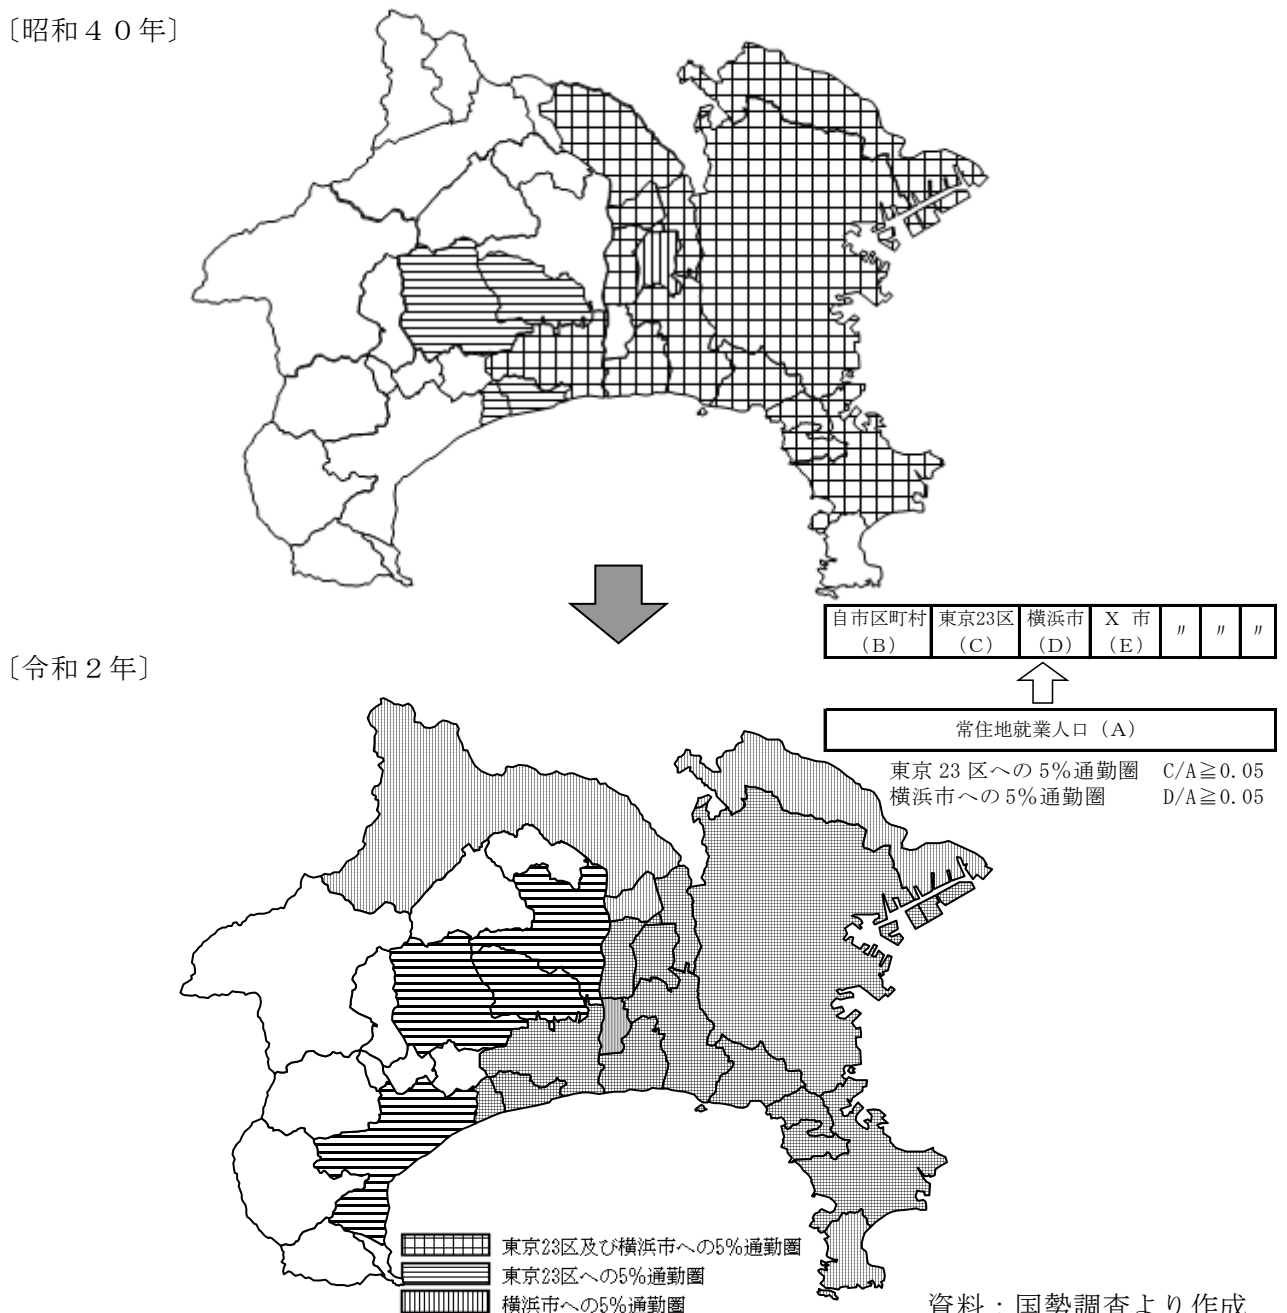 〔昭和４０年〕
自市区町村 東京23区 横浜市 Ｘ 市 〃 〃 〃
（B） （C） （D） （E）
〔令和２年〕
常住地就業人口（A）
東京 23 区への 5％通勤圏 C/A≧0.05
横浜市への 5％通勤圏 D/A≧0.05
東京23区及び横浜市への5％通勤圏
東京23区への5％通勤圏
横浜市への5％通勤圏
資料：国勢調査より作成